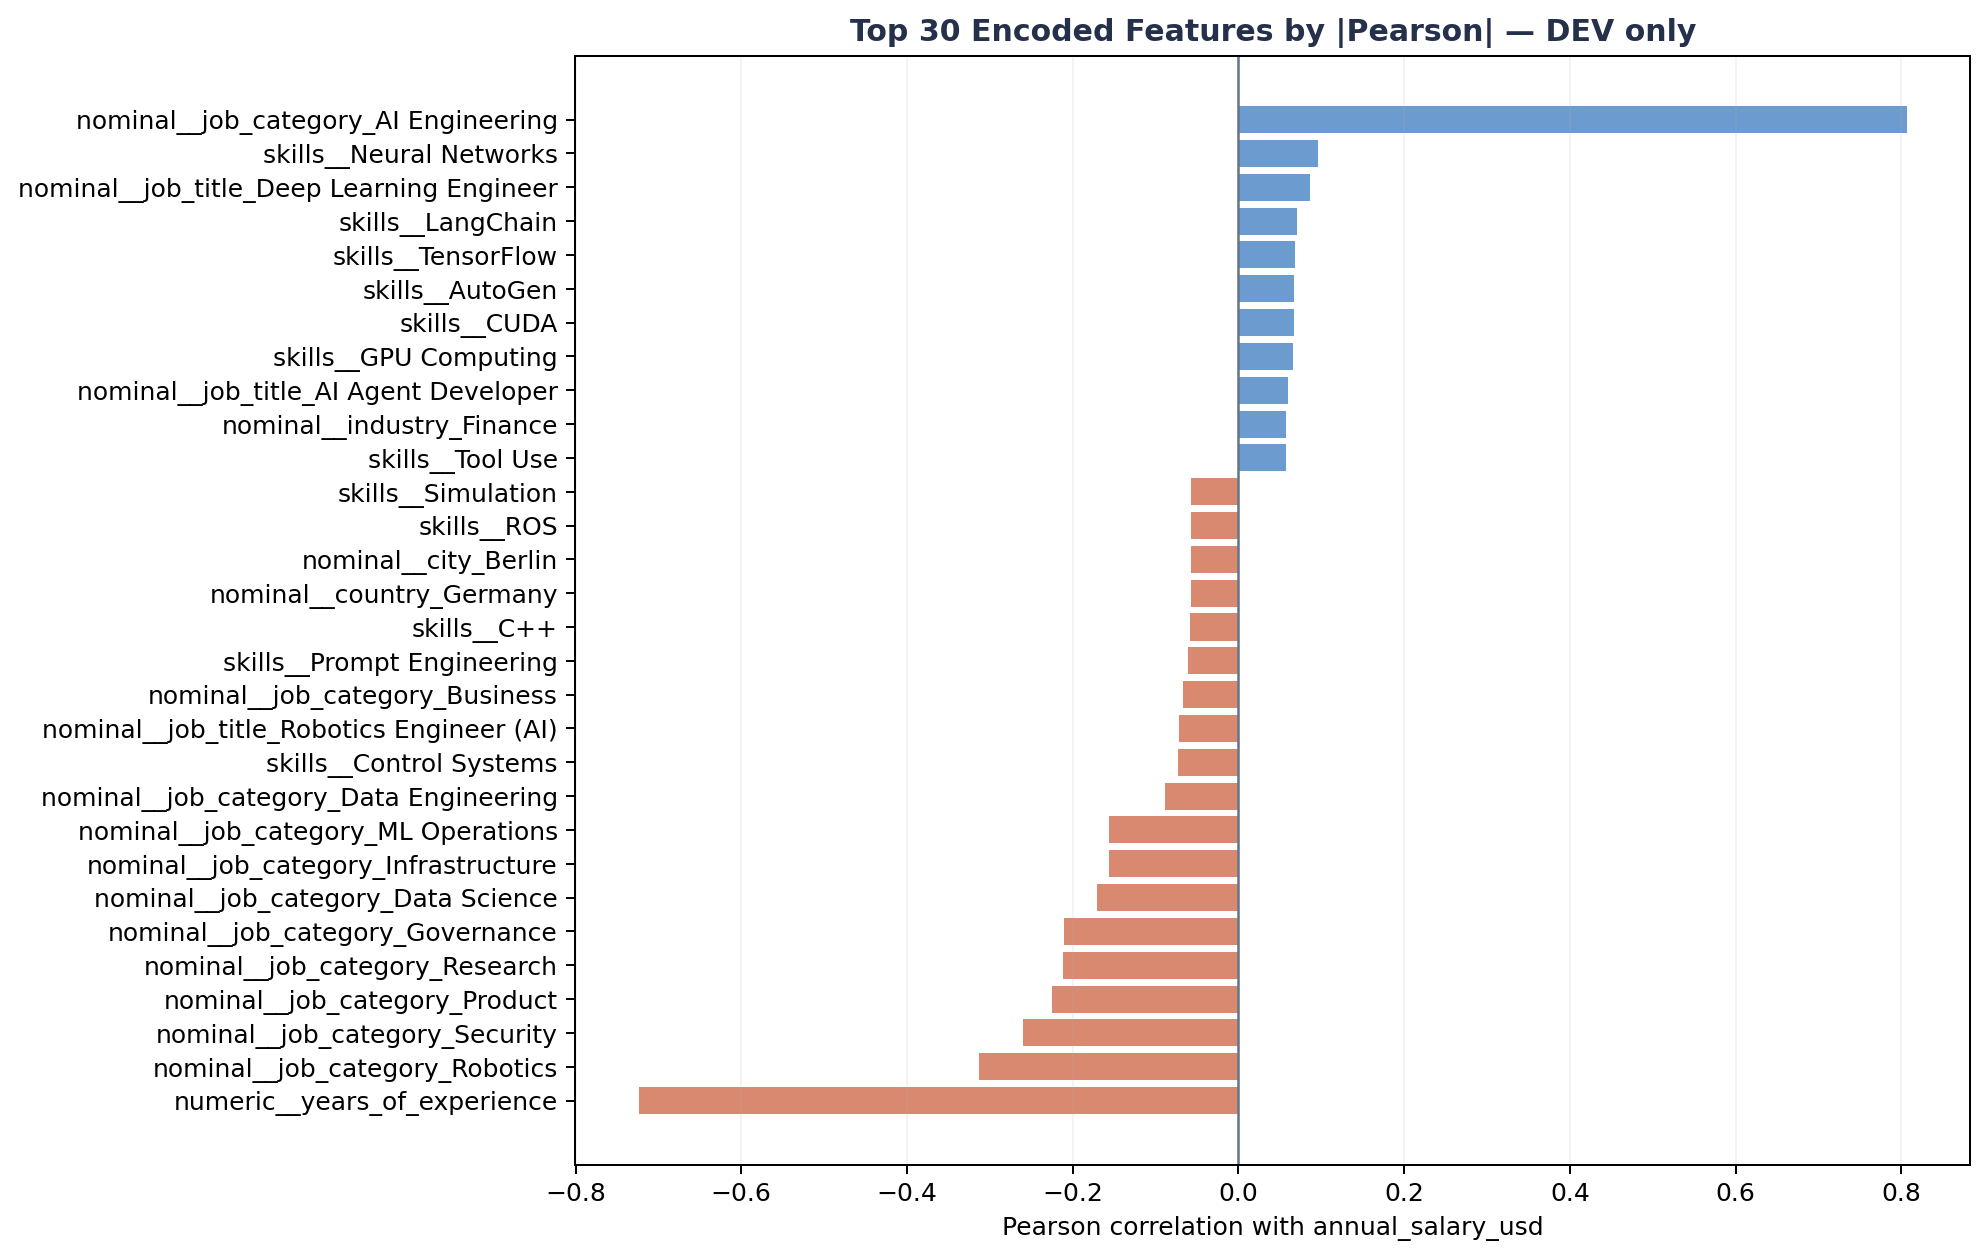 Top 30 Encoded Features by |Pearson| — DEV only
nominal__job_category_AI Engineering
skills__Neural Networks
nominal__job_title_Deep Learning Engineer
skills__LangChain
skills__TensorFlow
skills__AutoGen
skills__CUDA
skills__GPU Computing
nominal__job_title_AI Agent Developer
nominal__industry_Finance
skills__Tool Use
skills__Simulation
skills__ROS
nominal__city_Berlin
nominal__country_Germany
skills__C++
skills__Prompt Engineering
nominal__job_category_Business
nominal__job_title_Robotics Engineer (AI)
skills__Control Systems
nominal__job_category_Data Engineering
nominal__job_category_ML Operations
nominal__job_category_Infrastructure
nominal__job_category_Data Science
nominal__job_category_Governance
nominal__job_category_Research
nominal__job_category_Product
nominal__job_category_Security
nominal__job_category_Robotics
numeric__years_of_experience
−0.8 −0.6 −0.4 −0.2 0.0 0.2 0.4 0.6 0.8
Pearson correlation with annual_salary_usd